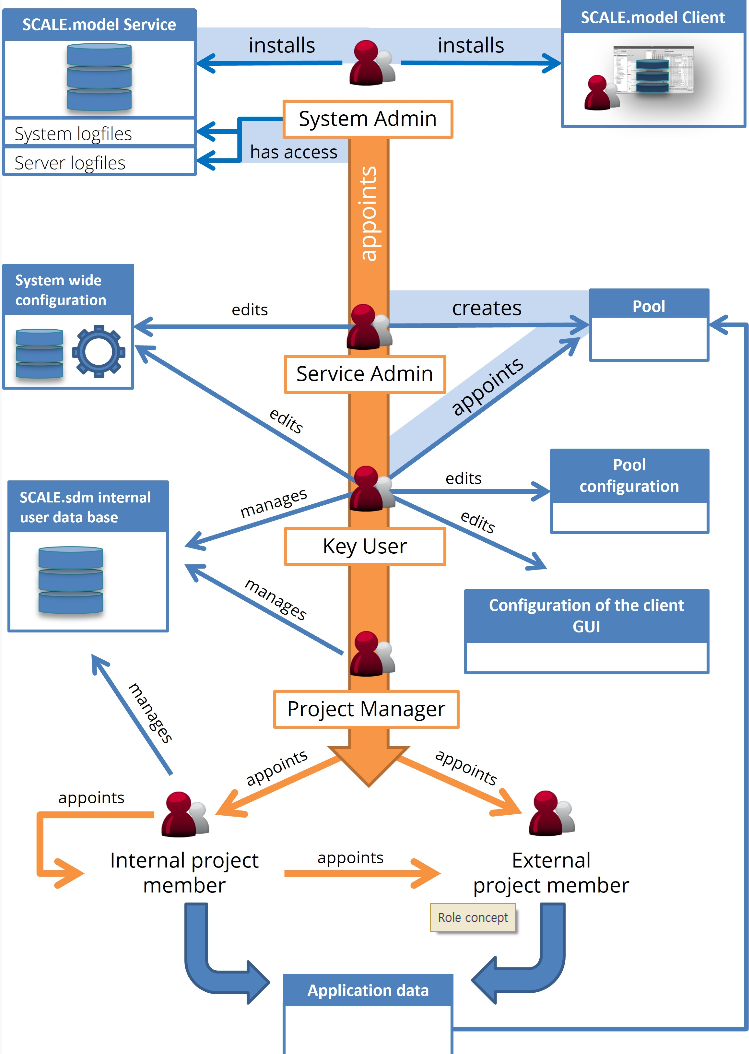 SCALE.model Service
installs
installs
SCALE.model Client
System logfiles
Server logfiles
has access
System Admin
appoints
System wide
configuration
edits
creates
Pool
Service Admin
appoints
edits
SCALE.sdm internal
user data base
manages
edits
Pool
configuration
edits
Key User
manages
Configuration of the client
GUI
Project Manager
manages
appoints
appoints
appoints
Internal project
member
appoints
External
project member
Role concept
Application data